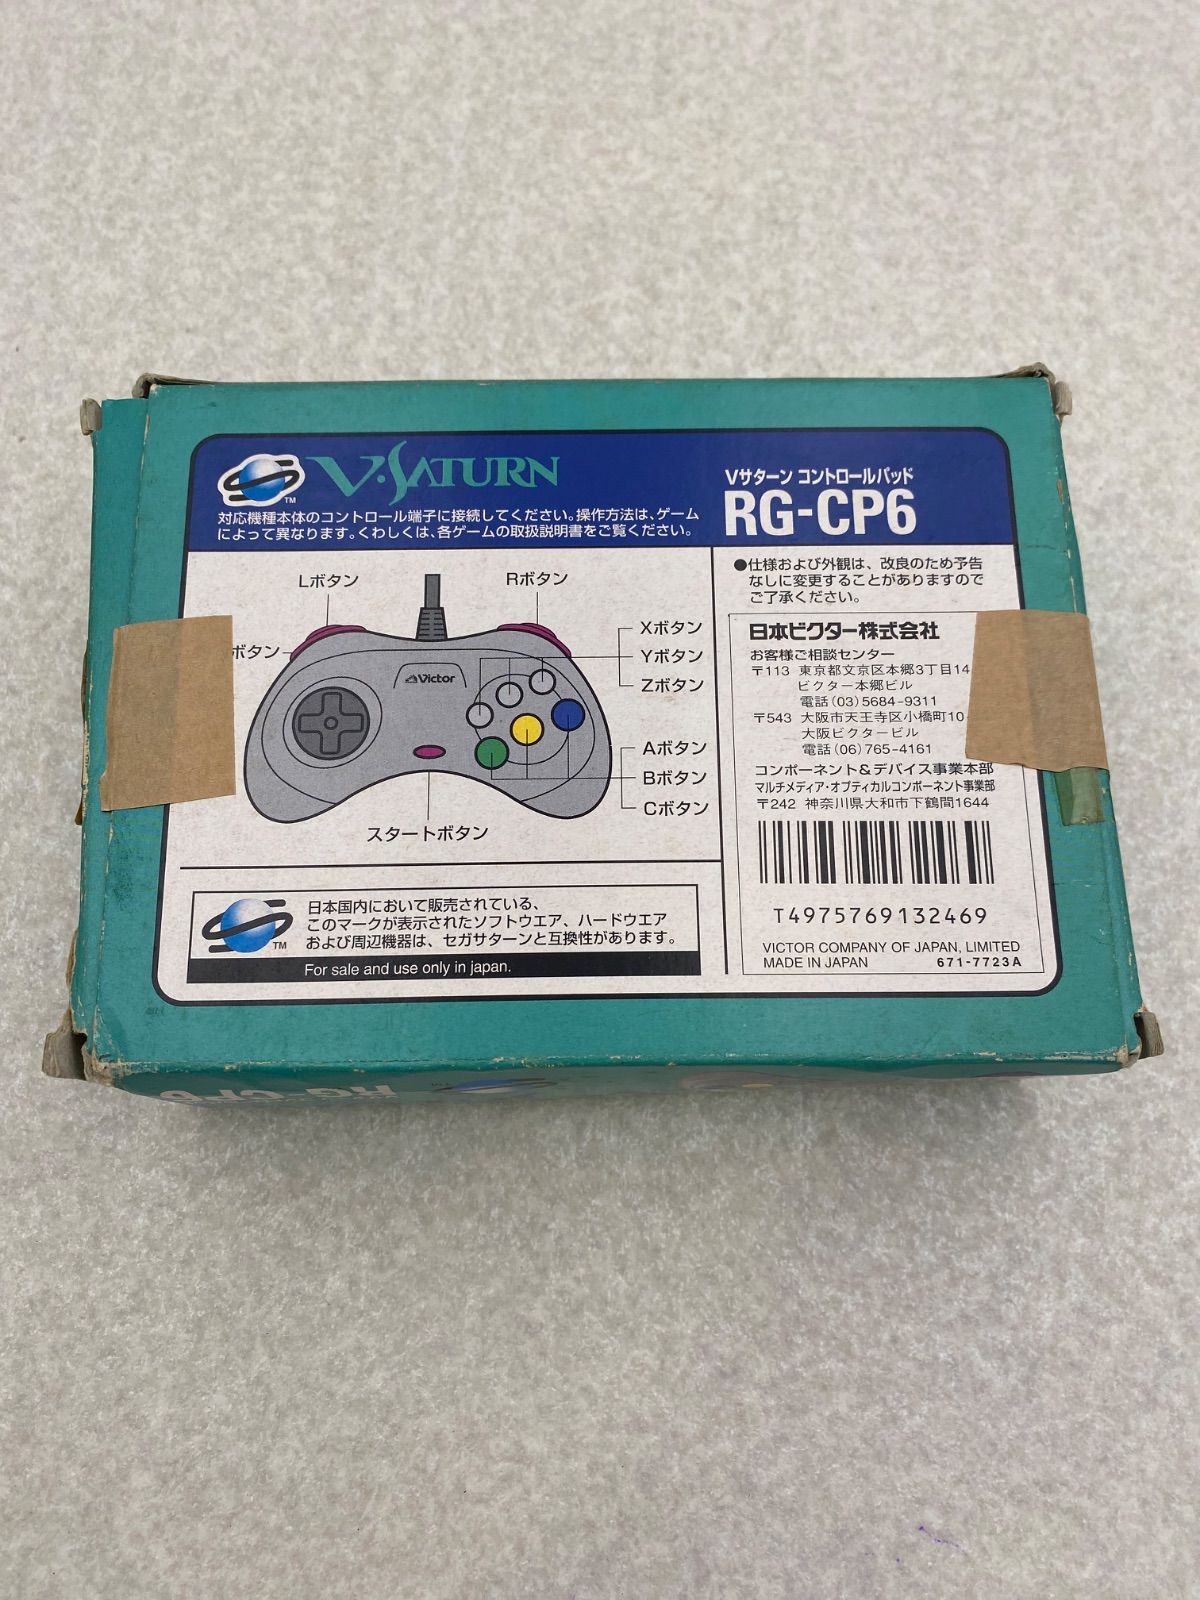 V·SATURN
TM
対応機種本体のコントロール端子に接続してください。操作方法は、ゲーム
によって異なります。くわしくは、各ゲームの取扱説明書をご覧ください。
Vサターン コントロールパッド
RG-CP6
Lボタン
Rボタン
ボタン
Xボタン
Yボタン
Zボタン
Victor
Aボタン
Bボタン
Cボタン
スタートボタン
●仕様および外観は、改良のため予告
なしに変更することがありますので
ご了承ください。
日本ビクター株式会社
お客様ご相談センター
〒113 東京都文京区本郷3丁目14
ビクター本郷ビル
電話(03)5684-9311
〒543 大阪市天王寺区小橋町10
大阪ビクタービル
電話(06)765-4161
コンポーネント&デバイス事業本部
マルチメディア・オプティカルコンポーネント事業部
〒242 神奈川県大和市下鶴間1644
T4975769132469
VICTOR COMPANY OF JAPAN, LIMITED
MADE IN JAPAN 671-7723A
TM
日本国内において販売されている、
このマークが表示されたソフトウエア、ハードウエア
および周辺機器は、セガサターンと互換性があります。
For sale and use only in japan.
RG-CP6